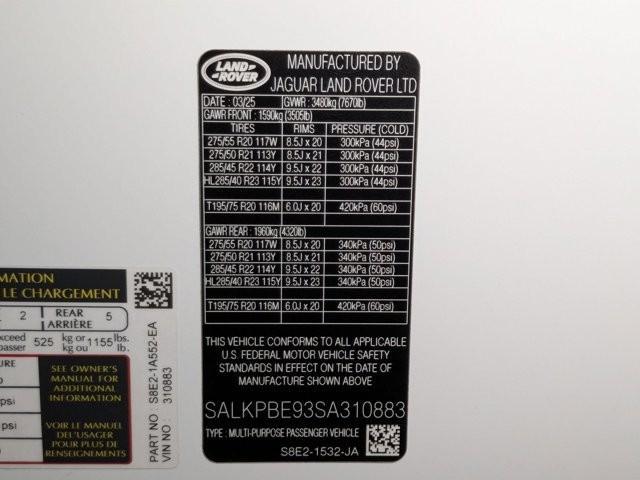 LAND ROVER
MANUFACTURED BY
JAGUAR LAND ROVER LTD
DATE : 03/25 GVWR : 3480kg (7670lb)
GAWR FRONT : 1590kg (3505lb)
TIRES RIMS PRESSURE (COLD)
275/55 R20 117W 8.5J x 20 300kPa (44psi)
275/50 R21 113Y 8.5J x 21 300kPa (44psi)
285/45 R22 114Y 9.5J x 22 300kPa (44psi)
HL285/40 R23 115Y 9.5J x 23 300kPa (44psi)
T195/75 R20 116M 6.0J x 20 420kPa (60psi)
GAWR REAR : 1960kg (4320lb)
275/55 R20 117W 8.5J x 20 340kPa (50psi)
275/50 R21 113Y 8.5J x 21 340kPa (50psi)
285/45 R22 114Y 9.5J x 22 340kPa (50psi)
HL285/40 R23 115Y 9.5J x 23 340kPa (50psi)
T195/75 R20 116M 6.0J x 20 420kPa (60psi)
THIS VEHICLE CONFORMS TO ALL APPLICABLE
U.S. FEDERAL MOTOR VEHICLE SAFETY
STANDARDS IN EFFECT ON THE DATE OF
MANUFACTURE SHOWN ABOVE
SALKPBE93SA310883
TYPE : MULTI-PURPOSE PASSENGER VEHICLE
S8E2-1532-JA
LE CHARGEMENT
2 REAR 5
ARRIÈRE
525 kg or 1155 lbs.
kg ou lb.
SEE OWNER'S
MANUAL FOR
ADDITIONAL
INFORMATION
VOIR LE MANUEL
DEL'USAGER
POUR PLUS DE
RENSEIGNEMENTS
PART NO : S8E2-1A552-EA
VIN NO : 310883